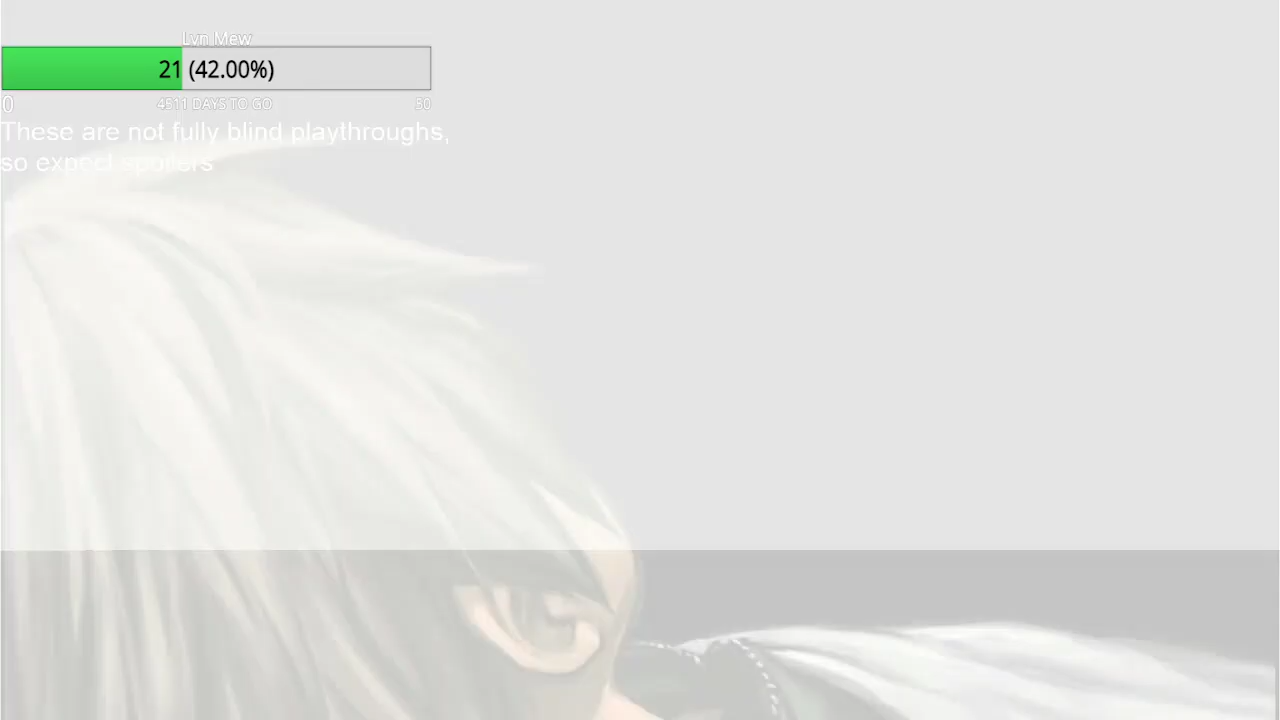 Lvn Mew
21 (42.00%)
0
4511 DAYS TO GO
50
These are not fully blind playthroughs,
so expect spoilers